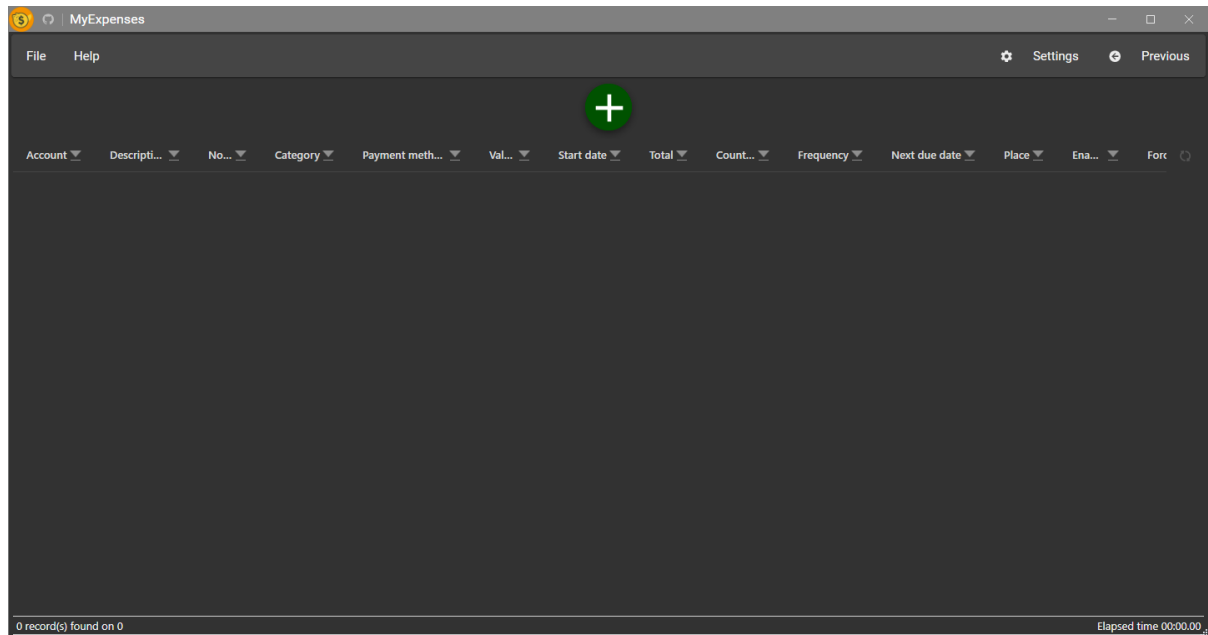 MyExpenses
File Help Settings Previous
Account Descripti... No... Category Payment meth... Val... Start date Total Count... Frequency Next due date Place Ena... Forc
0 record(s) found on 0 Elapsed time 00:00.00